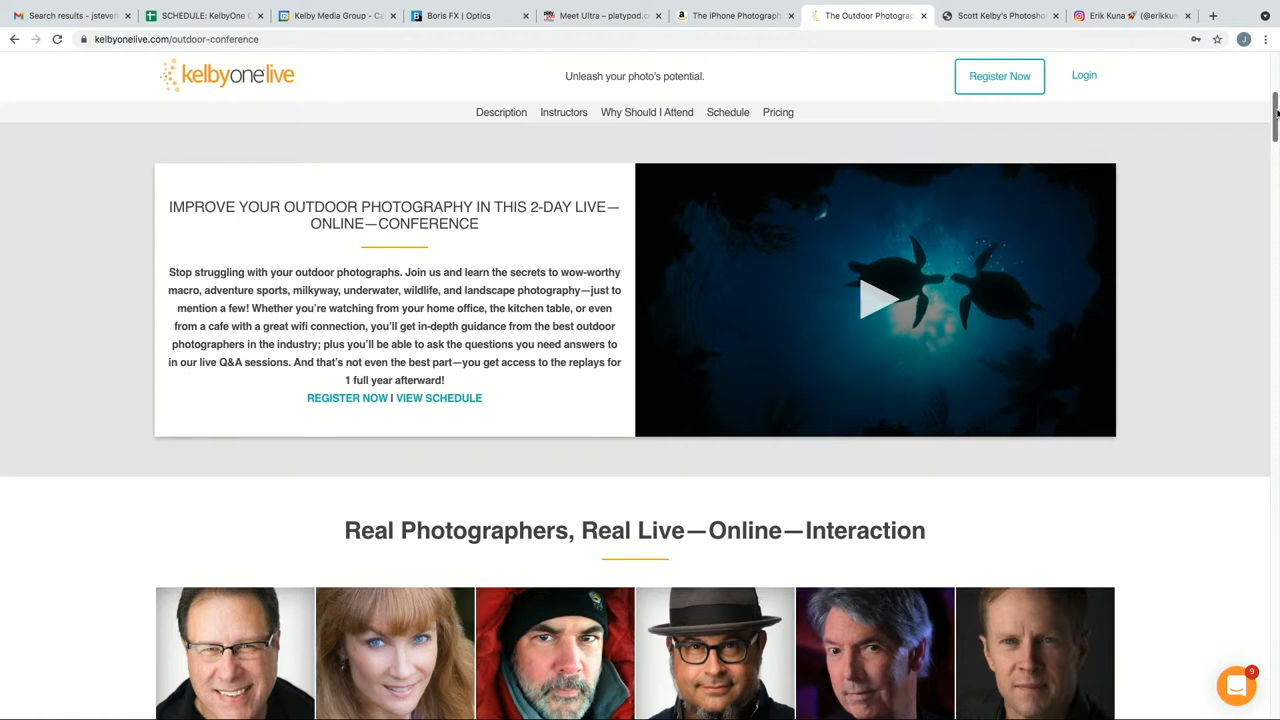 Search results - jsteve
SCHEDULE: KelbyOne C
Kelby Media Group - Ca
Boris FX | Optics
Meet Ultra – platypod.c
The iPhone Photograph
The Outdoor Photograp
Scott Kelby's Photosho
Erik Kuna 🚀 (@erikku
kelbyonelive.com/outdoor-conference
J
kelbyonelive
Unleash your photo's potential.
Register Now
Login
Description
Instructors
Why Should I Attend
Schedule
Pricing
IMPROVE YOUR OUTDOOR PHOTOGRAPHY IN THIS 2-DAY LIVE—
ONLINE—CONFERENCE
Stop struggling with your outdoor photographs. Join us and learn the secrets to wow-worthy
macro, adventure sports, milkyway, underwater, wildlife, and landscape photography—just to
mention a few! Whether you're watching from your home office, the kitchen table, or even
from a cafe with a great wifi connection, you'll get in-depth guidance from the best outdoor
photographers in the industry; plus you'll be able to ask the questions you need answers to
in our live Q&A sessions. And that's not even the best part—you get access to the replays for
1 full year afterward!
REGISTER NOW | VIEW SCHEDULE
Real Photographers, Real Live—Online—Interaction
9